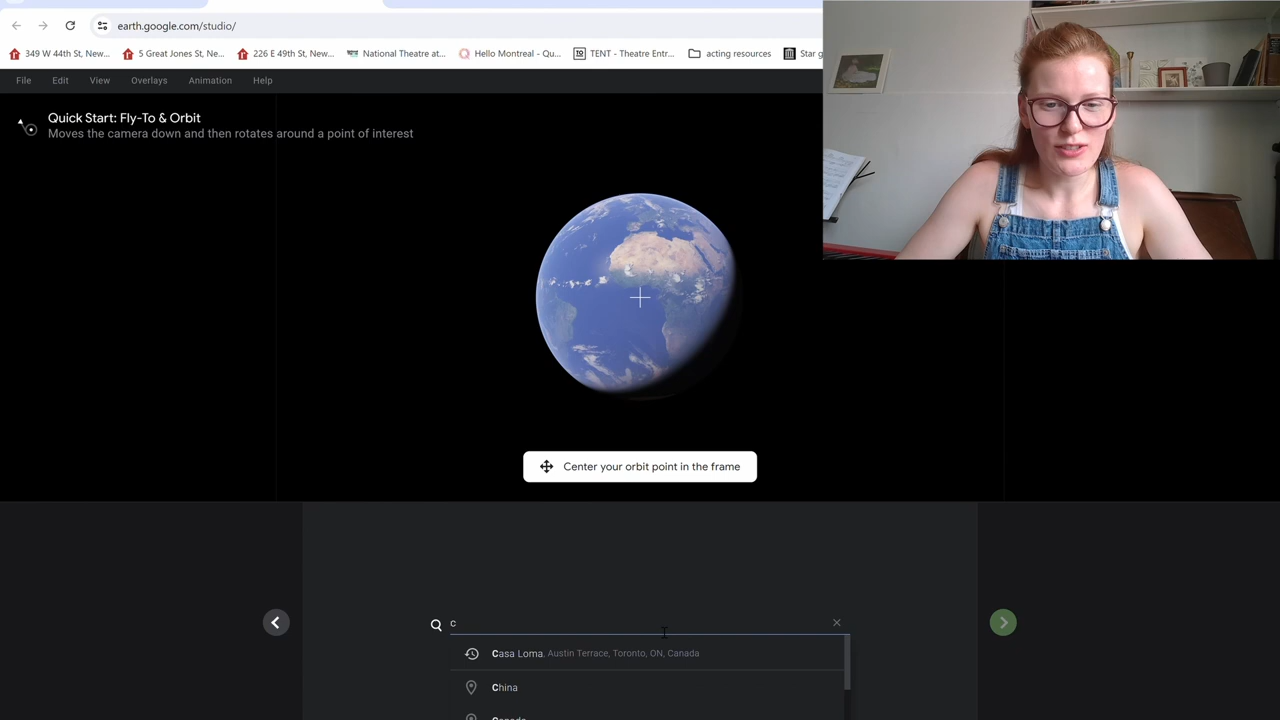 earth.google.com/studio/
349 W 44th St, New...
5 Great Jones St, Ne...
226 E 49th St, New...
National Theatre at...
Hello Montreal - Qu...
TO
TENT - Theatre Entr...
acting resources
Star g
File Edit View Overlays Animation Help
Quick Start: Fly-To & Orbit
Moves the camera down and then rotates around a point of interest
Center your orbit point in the frame
c
Casa Loma. Austin Terrace, Toronto, ON, Canada
China
Canada